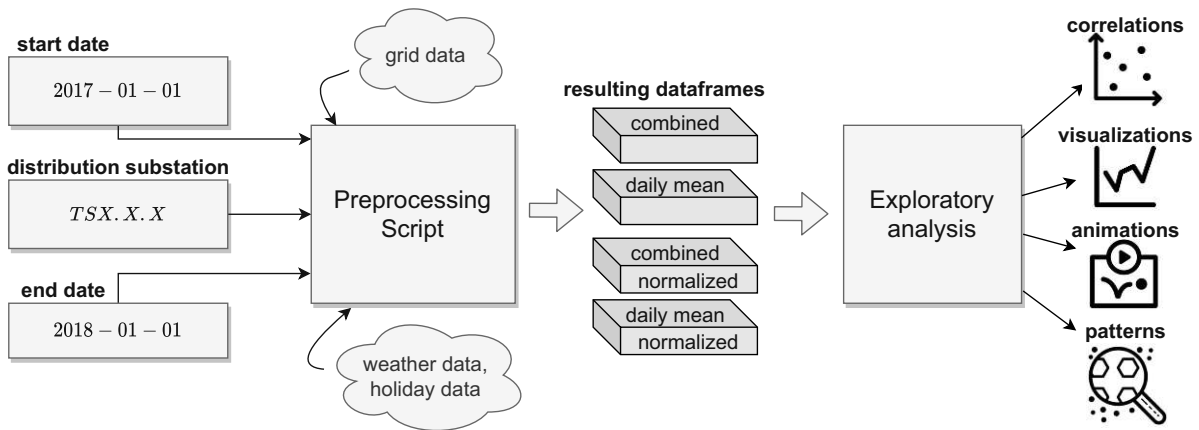 start date
2017 − 01 − 01
distribution substation
TSX.X.X
end date
2018 − 01 − 01
grid data
Preprocessing
Script
weather data,
holiday data
resulting dataframes
combined
daily mean
combined
normalized
daily mean
normalized
Exploratory
analysis
correlations
visualizations
animations
patterns